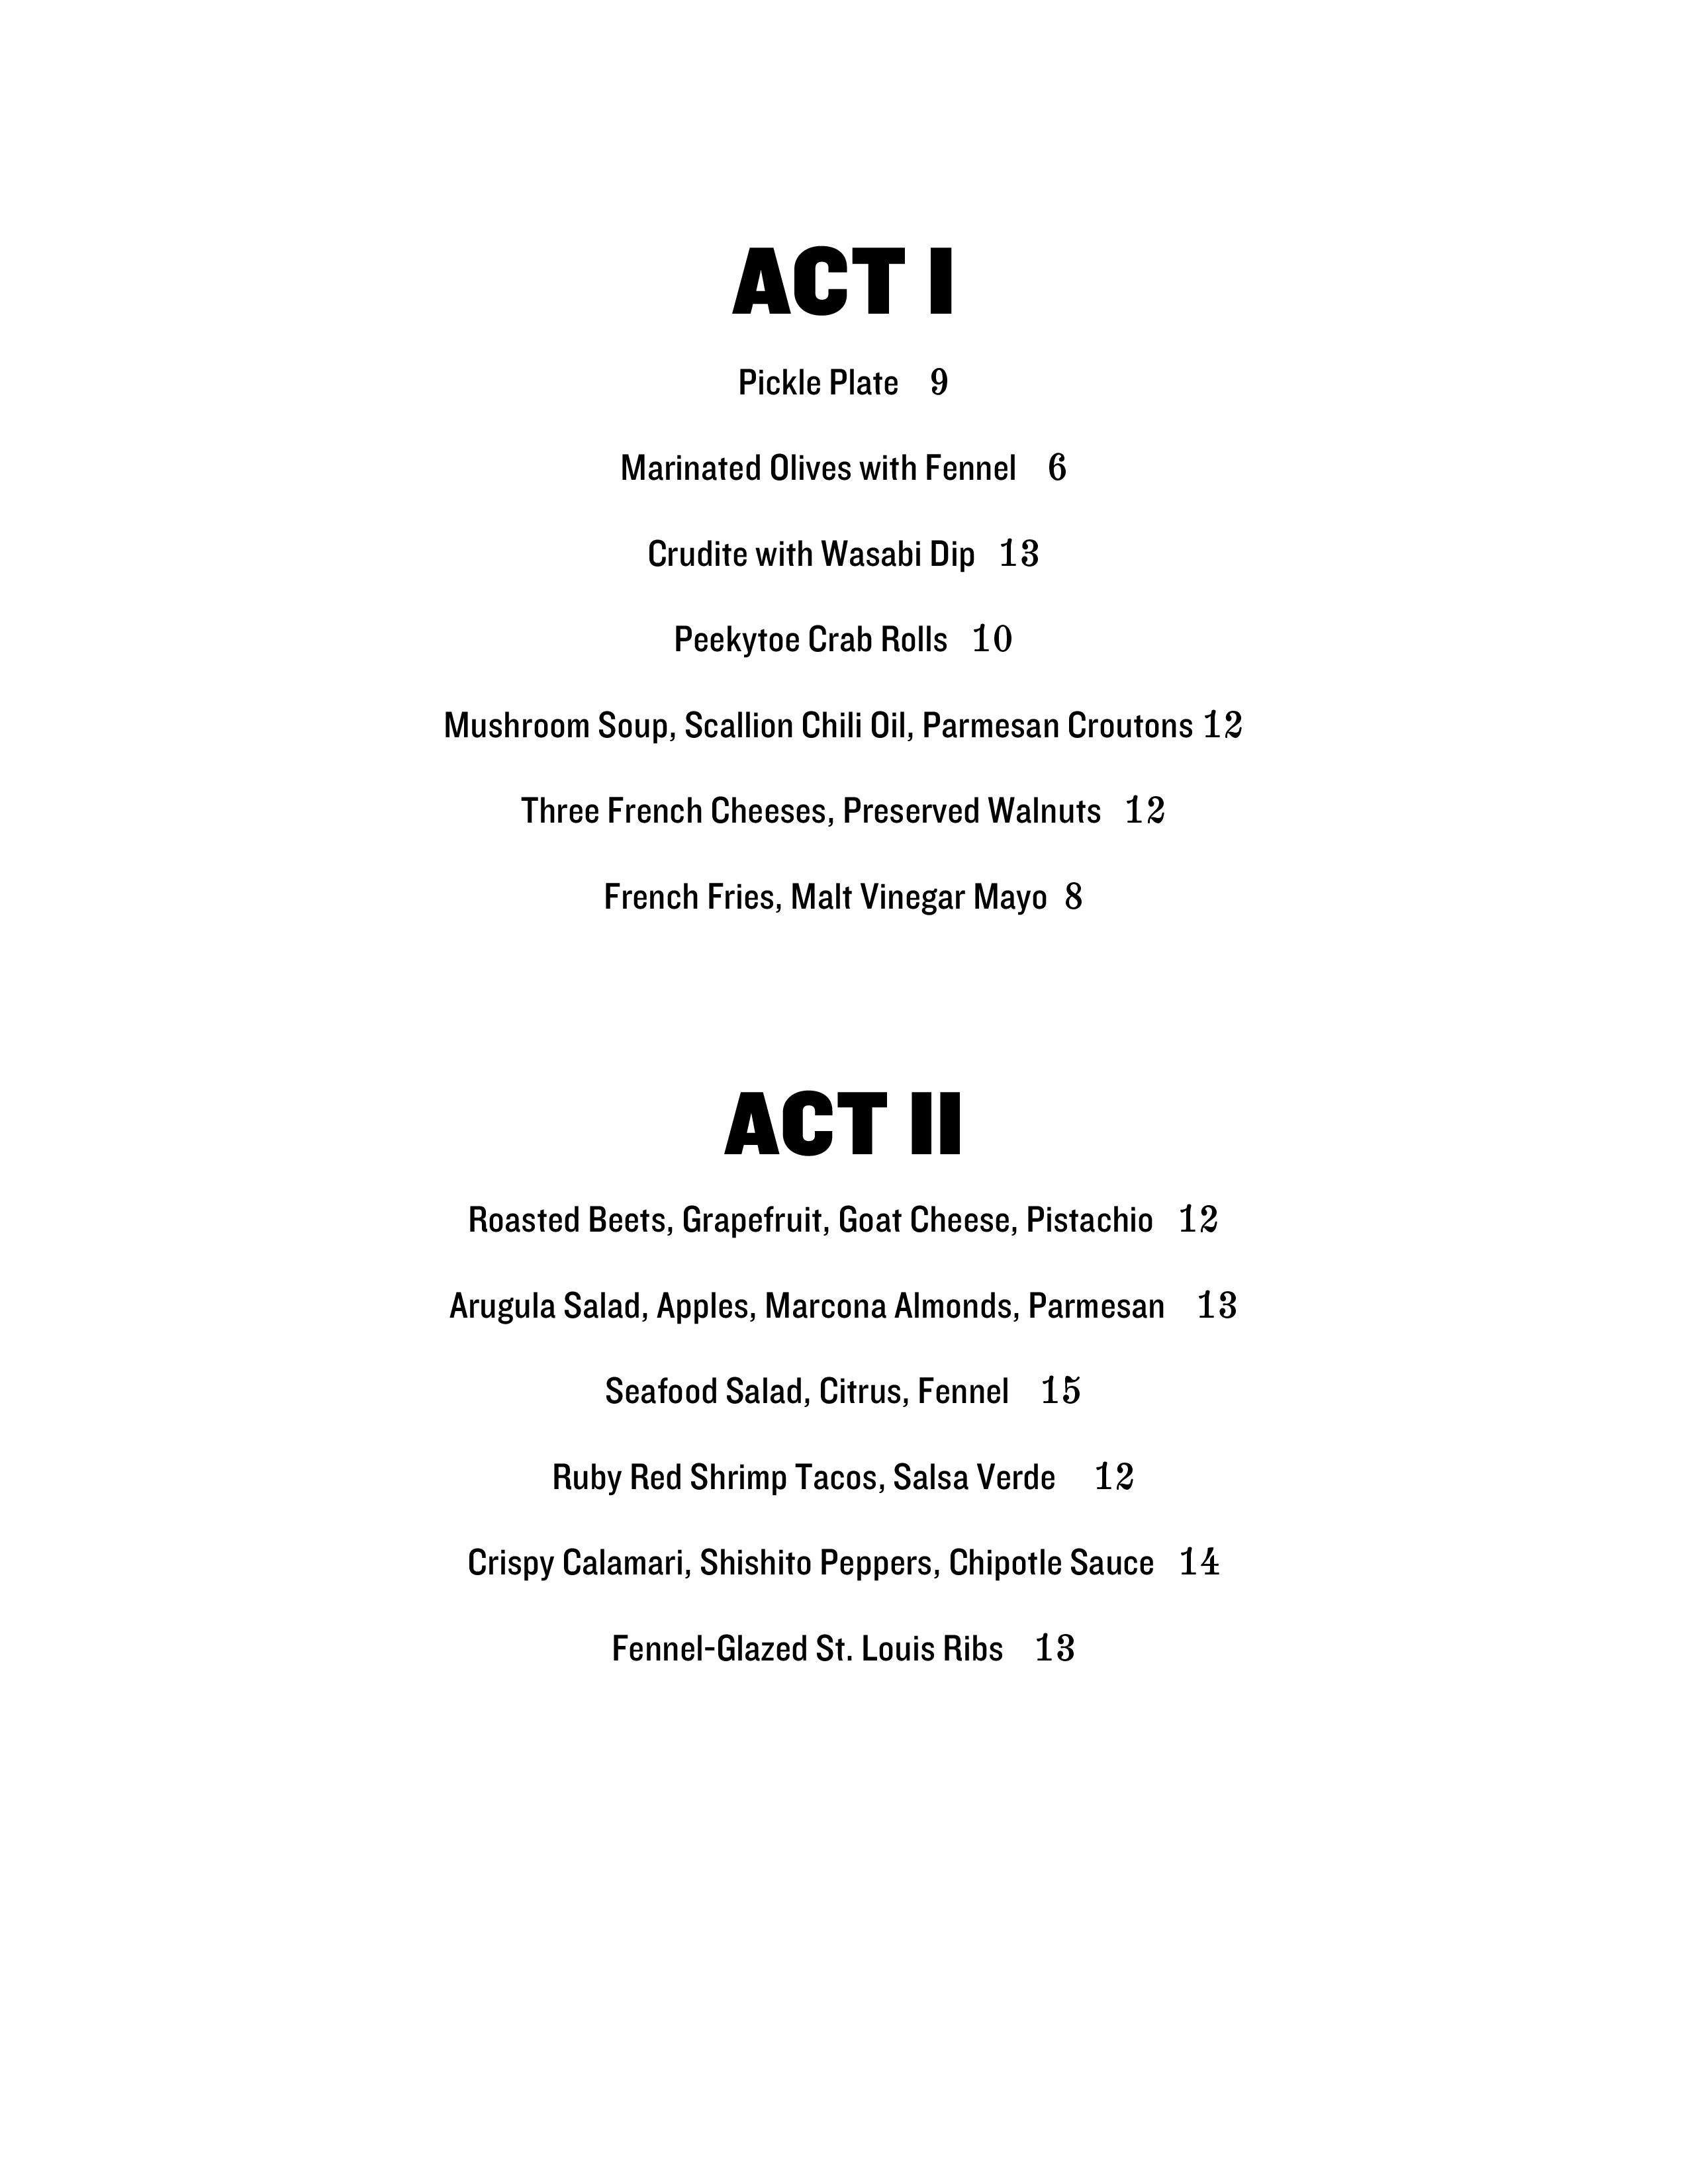 ACT I
Pickle Plate 9
Marinated Olives with Fennel 6
Crudite with Wasabi Dip 13
Peekytoe Crab Rolls 10
Mushroom Soup, Scallion Chili Oil, Parmesan Croutons 12
Three French Cheeses, Preserved Walnuts 12
French Fries, Malt Vinegar Mayo 8
ACT II
Roasted Beets, Grapefruit, Goat Cheese, Pistachio 12
Arugula Salad, Apples, Marcona Almonds, Parmesan 13
Seafood Salad, Citrus, Fennel 15
Ruby Red Shrimp Tacos, Salsa Verde 12
Crispy Calamari, Shishito Peppers, Chipotle Sauce 14
Fennel-Glazed St. Louis Ribs 13